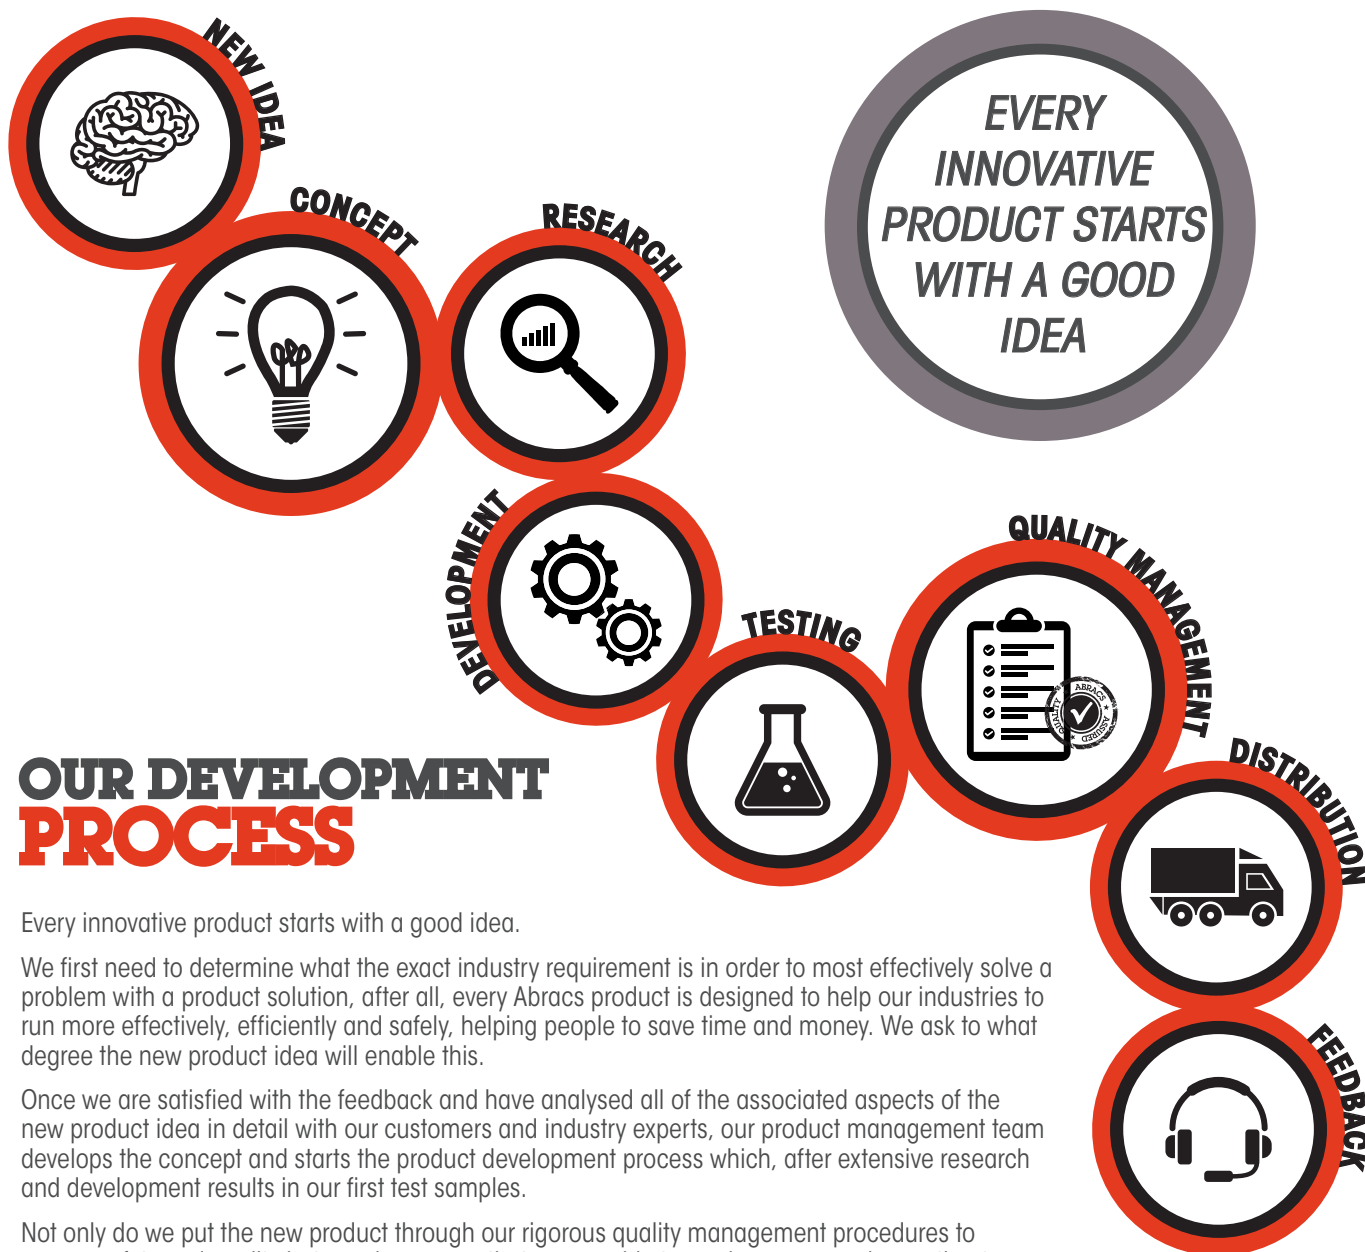 NEW IDEA
CONCEPT
RESEARCH
EVERY
INNOVATIVE
PRODUCT STARTS
WITH A GOOD
IDEA
DEVELOPMENT
TESTING
QUALITY MANAGEMENT
ABRACS
QUALITY
ASSURED
DISTRIBUTION
FEEDBACK
OUR DEVELOPMENT
PROCESS
Every innovative product starts with a good idea.
We first need to determine what the exact industry requirement is in order to most effectively solve a
problem with a product solution, after all, every Abracs product is designed to help our industries to
run more effectively, efficiently and safely, helping people to save time and money. We ask to what
degree the new product idea will enable this.
Once we are satisfied with the feedback and have analysed all of the associated aspects of the
new product idea in detail with our customers and industry experts, our product management team
develops the concept and starts the product development process which, after extensive research
and development results in our first test samples.
Not only do we put the new product through our rigorous quality management procedures to